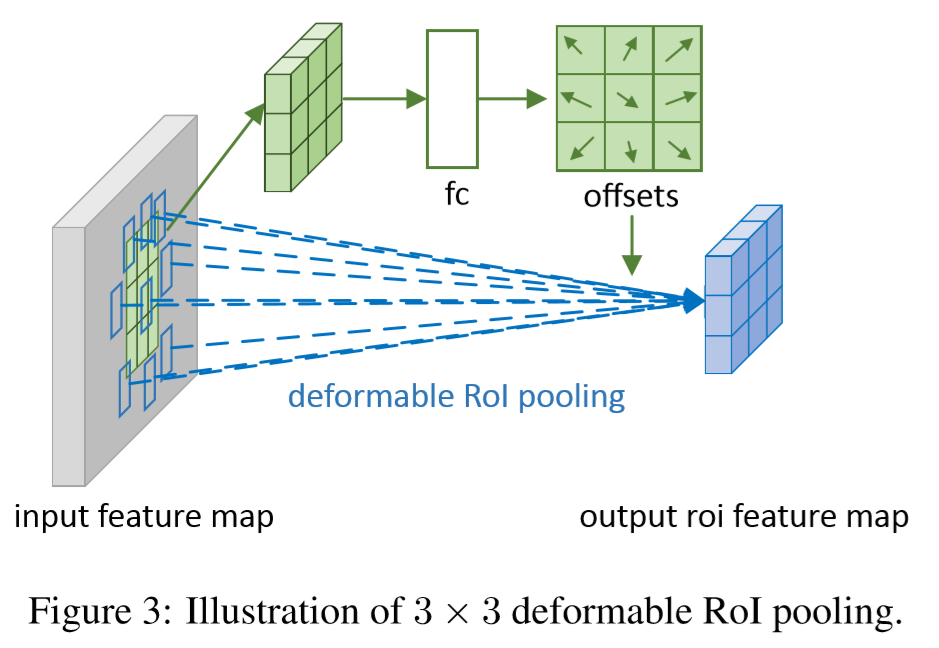 fc
offsets
deformable RoI pooling
input feature map
output roi feature map
Figure 3: Illustration of 3 × 3 deformable RoI pooling.